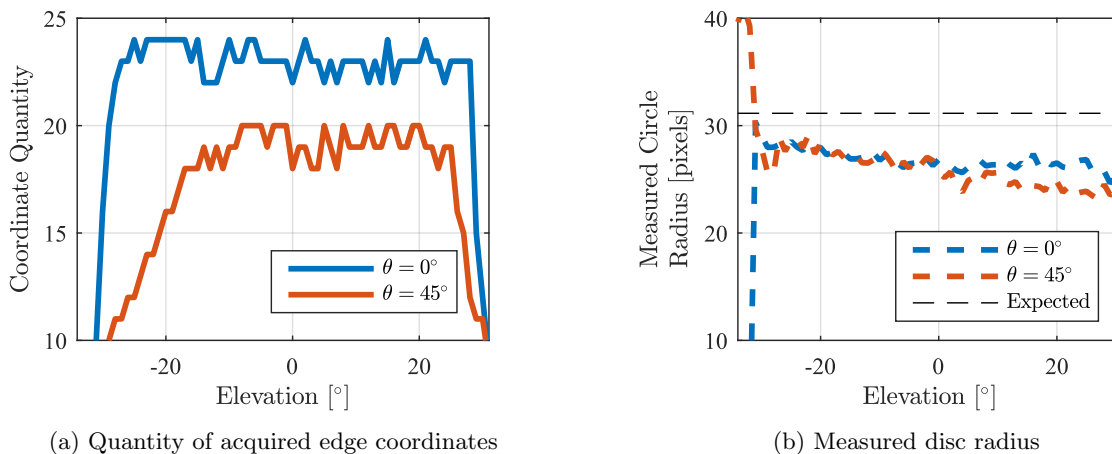 25
20
15
10
Coordinate Quantity
-20
0
20
Elevation [°]
θ = 0°
θ = 45°
(a) Quantity of acquired edge coordinates
40
30
20
10
Measured Circle
Radius [pixels]
-20
0
20
Elevation [°]
θ = 0°
θ = 45°
Expected
(b) Measured disc radius